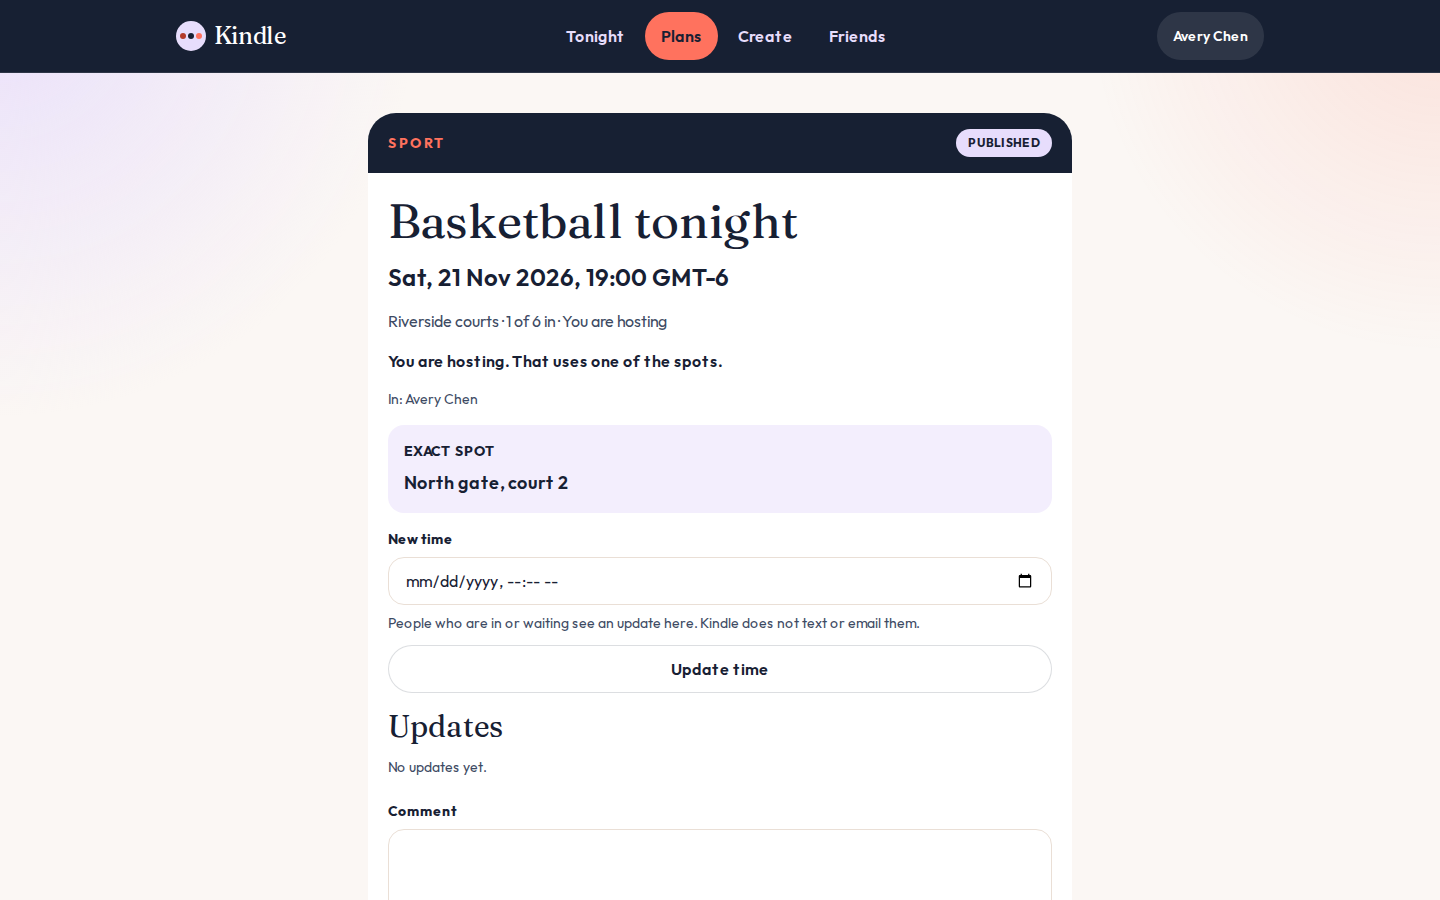 Kindle
Tonight
Plans
Create
Friends
Avery Chen
SPORT
PUBLISHED
Basketball tonight
Sat, 21 Nov 2026, 19:00 GMT-6
Riverside courts · 1 of 6 in · You are hosting
You are hosting. That uses one of the spots.
In: Avery Chen
EXACT SPOT
North gate, court 2
New time
mm/dd/yyyy, --:-- --
People who are in or waiting see an update here. Kindle does not text or email them.
Update time
Updates
No updates yet.
Comment